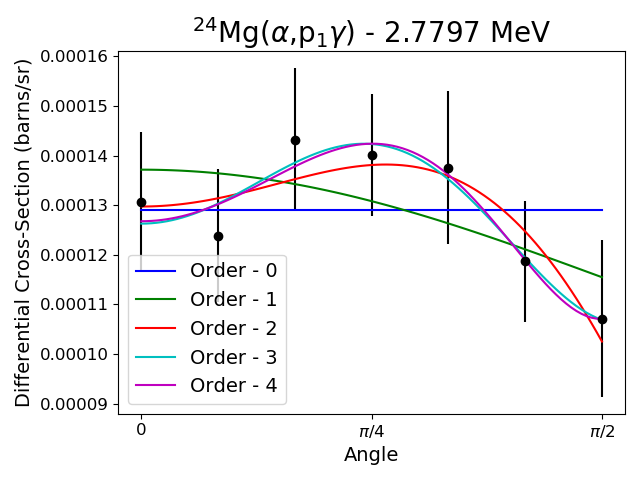 ²⁴Mg(α,p₁γ) - 2.7797 MeV
Differential Cross-Section (barns/sr)
0.00016
0.00015
0.00014
0.00013
0.00012
0.00011
0.00010
0.00009
Order - 0
Order - 1
Order - 2
Order - 3
Order - 4
0
π/4
π/2
Angle